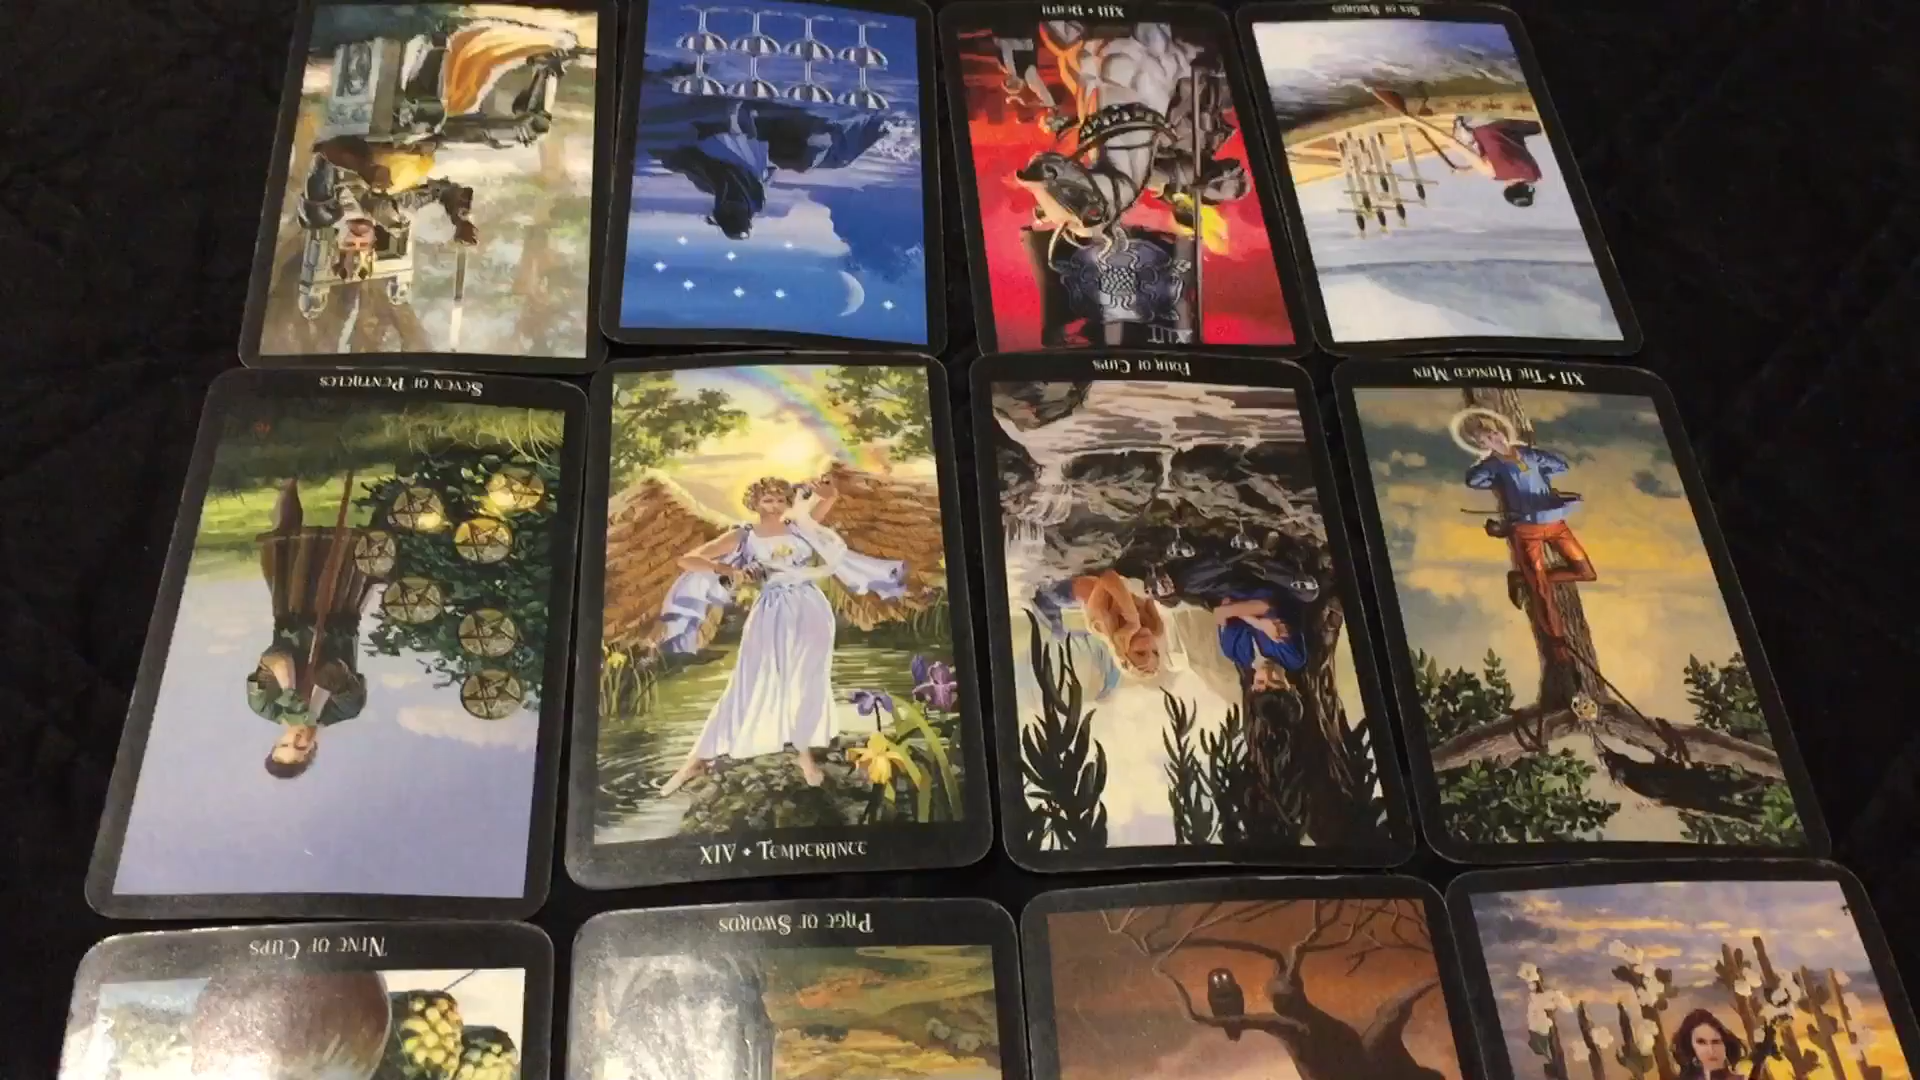 XIII • DEATH
SIX OF SWORDS
XIII
SEVEN OF PENTACLES
FOUR OF CUPS
XII • THE HANGED MAN
XIV • TEMPERANCE
NINE OF CUPS
PAGE OF SWORDS